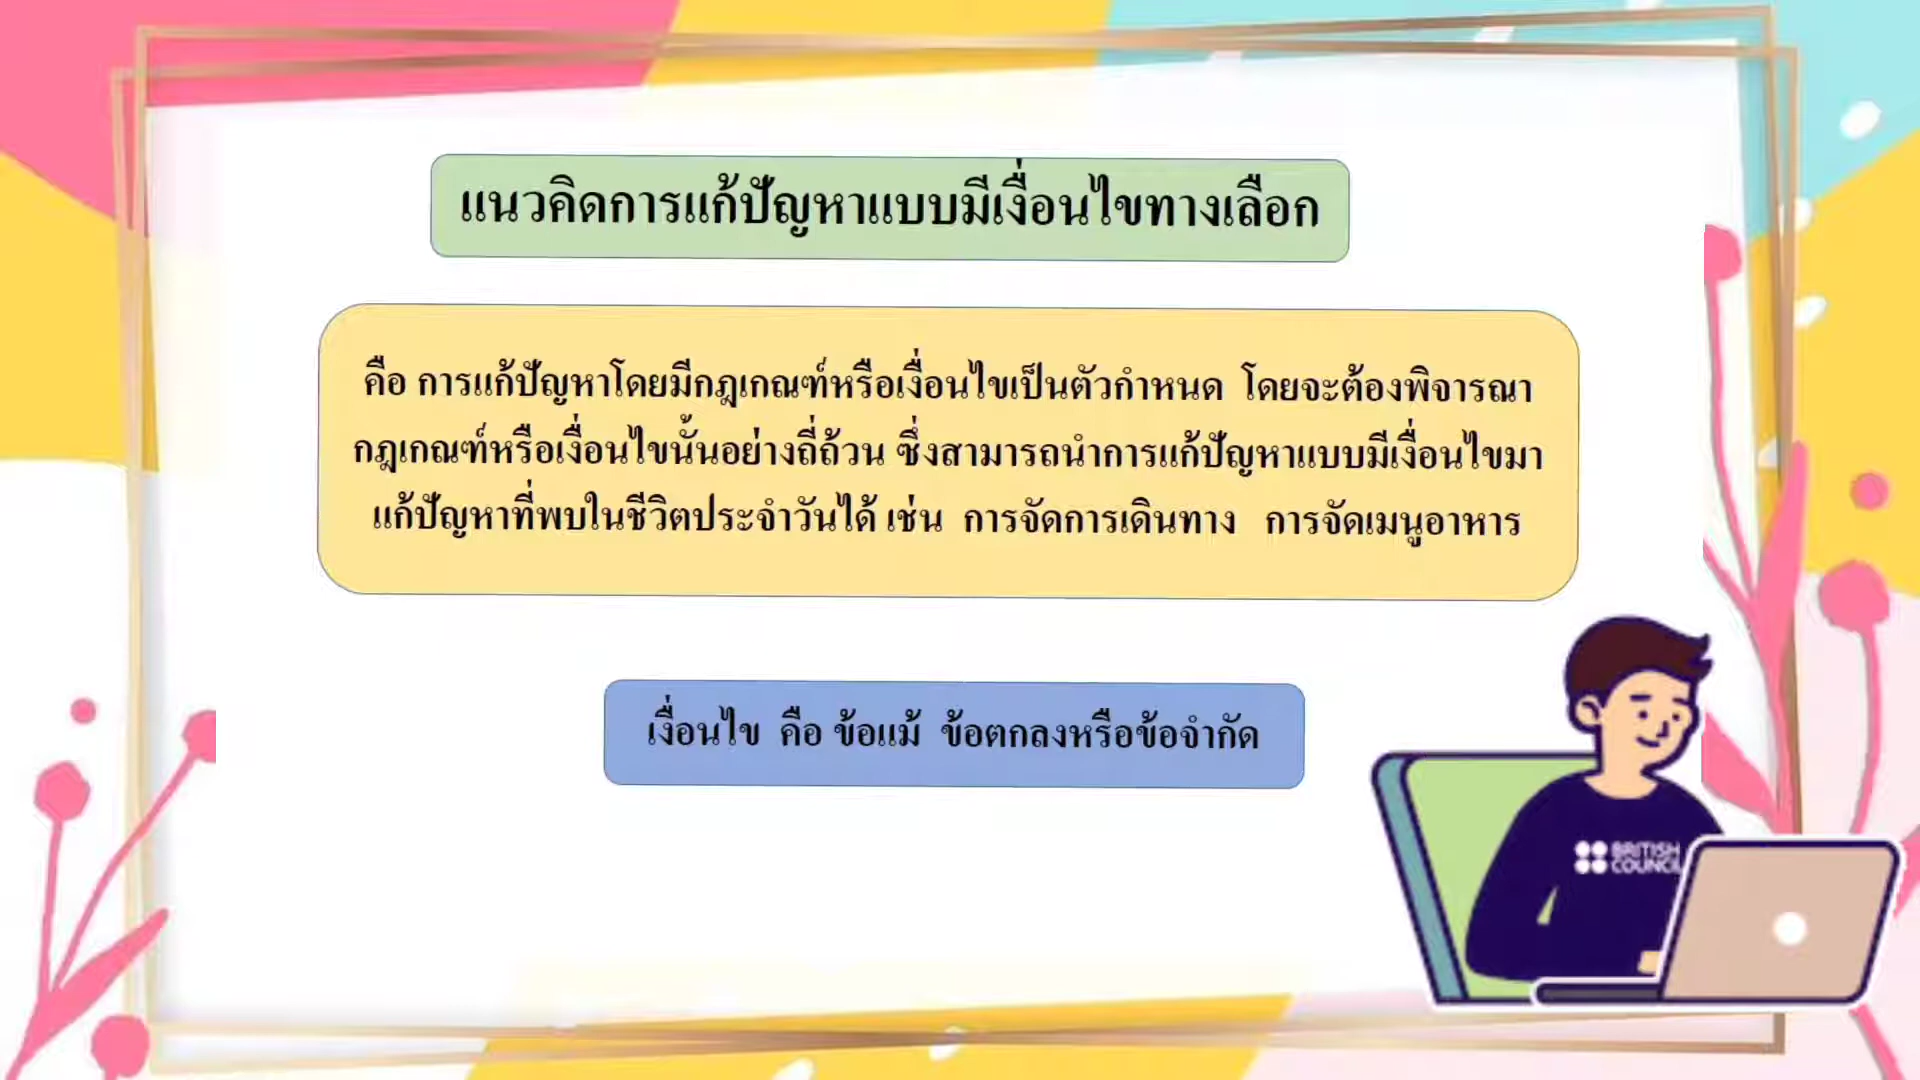 แนวคิดการแก้ปัญหาแบบมีเงื่อนไขทางเลือก
คือ การแก้ปัญหาโดยมีกฎเกณฑ์หรือเงื่อนไขเป็นตัวกำหนด โดยจะต้องพิจารณา
กฎเกณฑ์หรือเงื่อนไขนั้นอย่างถี่ถ้วน ซึ่งสามารถนำการแก้ปัญหาแบบมีเงื่อนไขมา
แก้ปัญหาที่พบในชีวิตประจำวันได้ เช่น การจัดการเดินทาง การจัดเมนูอาหาร
เงื่อนไข คือ ข้อแม้ ข้อตกลงหรือข้อจำกัด
BRITISH
COUNCIL